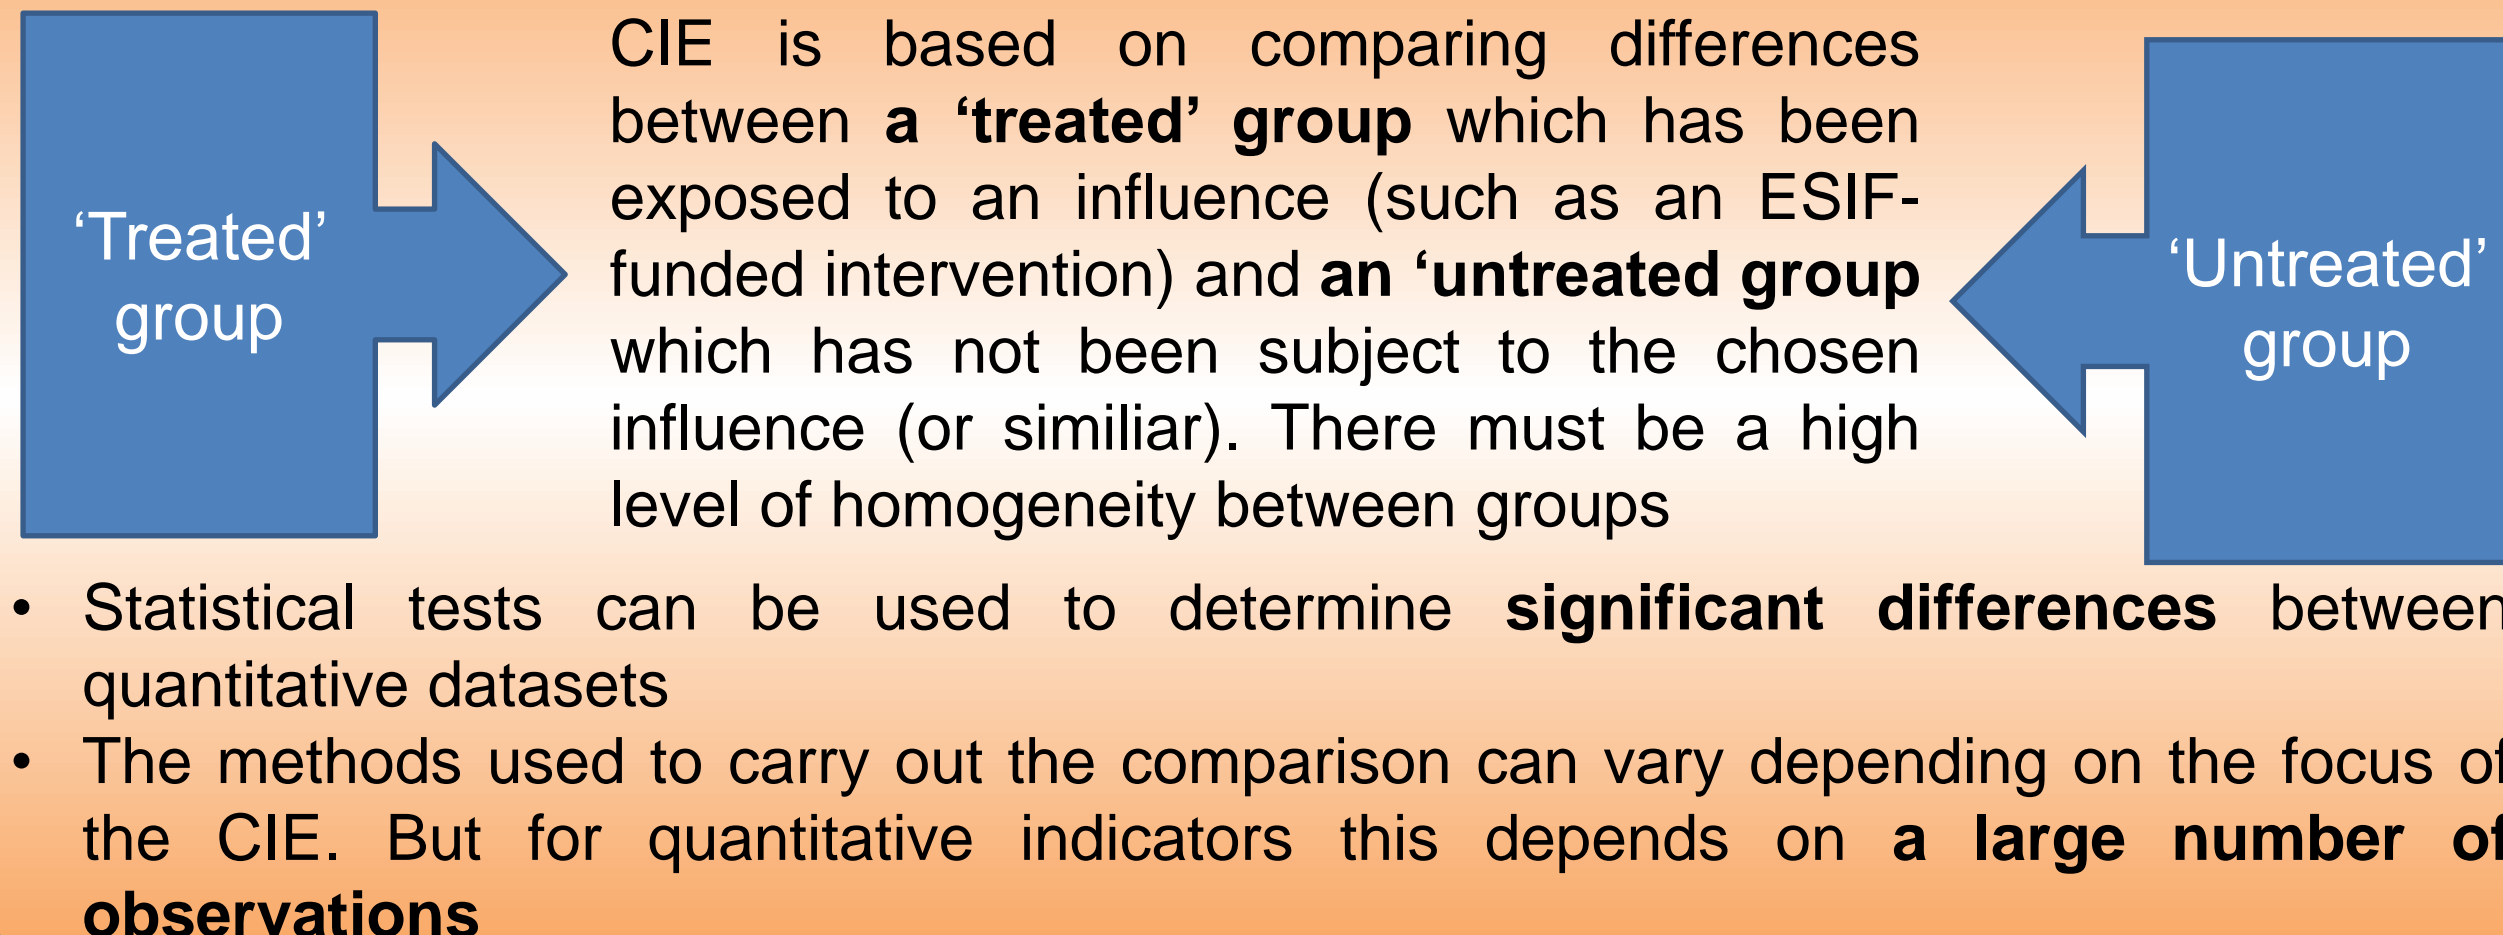 ‘Treated’
group
CIE is based on comparing differences
between a ‘treated’ group which has been
exposed to an influence (such as an ESIF-
funded intervention) and an ‘untreated group
which has not been subject to the chosen
influence (or similiar). There must be a high
level of homogeneity between groups
‘Untreated’
group
• Statistical tests can be used to determine significant differences between
quantitative datasets
• The methods used to carry out the comparison can vary depending on the focus of
the CIE. But for quantitative indicators this depends on a large number of
observations